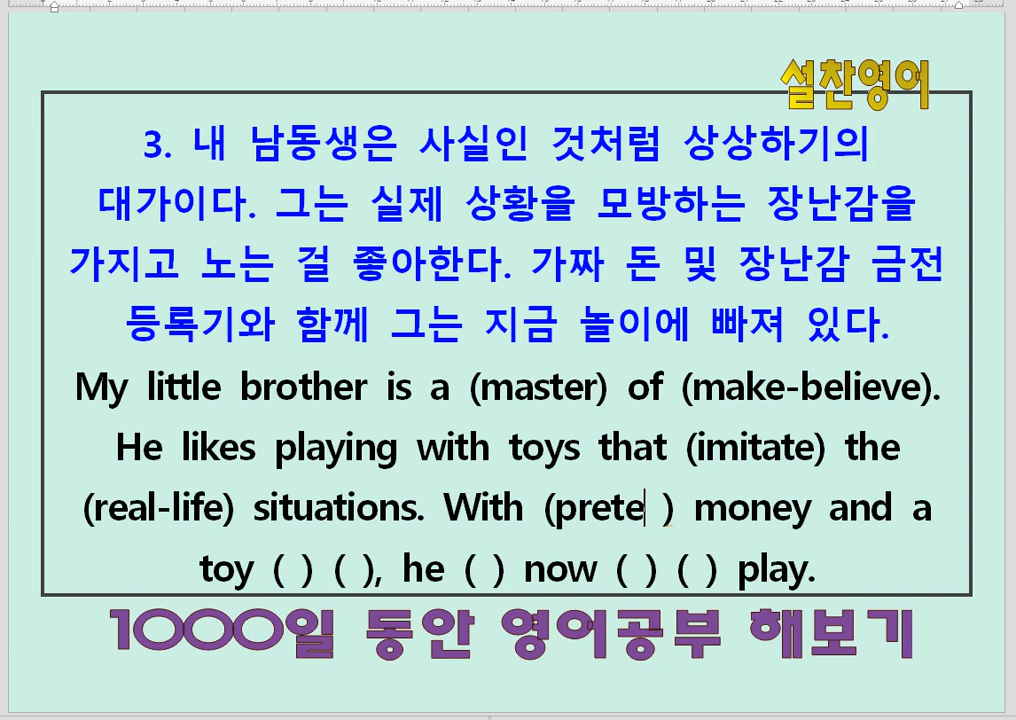 설찬영어
3. 내 남동생은 사실인 것처럼 상상하기의
대가이다. 그는 실제 상황을 모방하는 장난감을
가지고 노는 걸 좋아한다. 가짜 돈 및 장난감 금전
등록기와 함께 그는 지금 놀이에 빠져 있다.
My little brother is a (master) of (make-believe).
He likes playing with toys that (imitate) the
(real-life) situations. With (prete ) money and a
toy ( ) ( ), he ( ) now ( ) ( ) play.
1000일 동안 영어공부 해보기